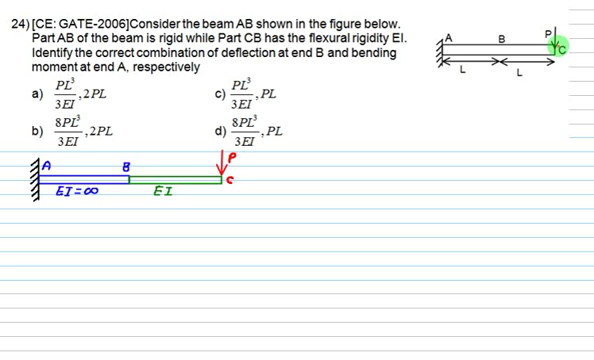 24) [CE: GATE-2006]Consider the beam AB shown in the figure below.
Part AB of the beam is rigid while Part CB has the flexural rigidity EI.
Identify the correct combination of deflection at end B and bending
moment at end A, respectively
a) PL³/3EI ,2PL
c) PL³/3EI ,PL
b) 8PL³/3EI ,2PL
d) 8PL³/3EI ,PL
A B P C
L L
A B P C
EI=∞ EI